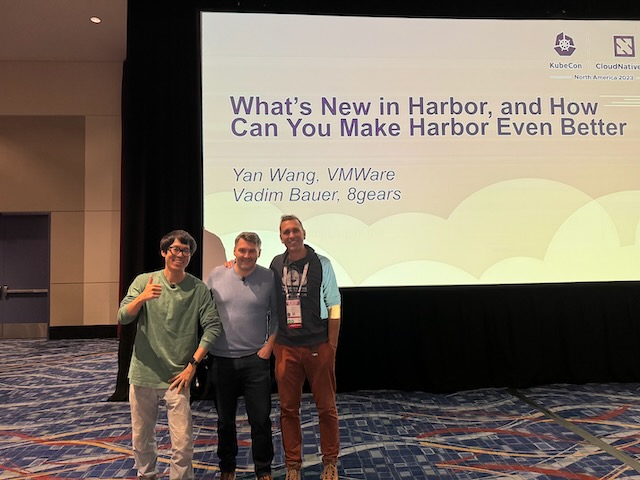 KubeCon
CloudNative
North America 2023
What's New in Harbor, and How
Can You Make Harbor Even Better
Yan Wang, VMWare
Vadim Bauer, 8gears